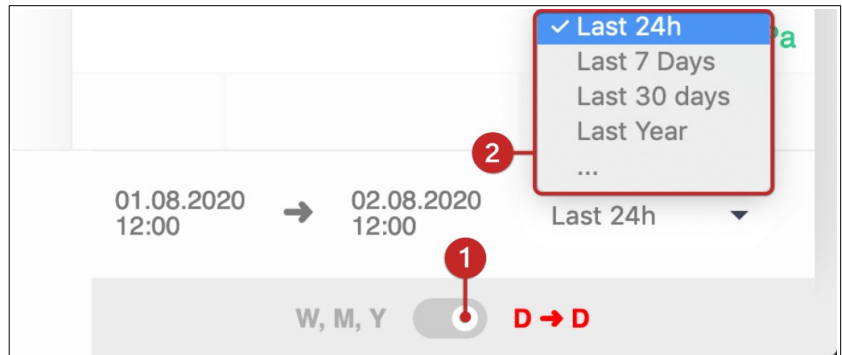 ✓ Last 24h
Pa
Last 7 Days
Last 30 days
Last Year
...
2
01.08.2020 → 02.08.2020
12:00 12:00
Last 24h
1
W, M, Y
D → D